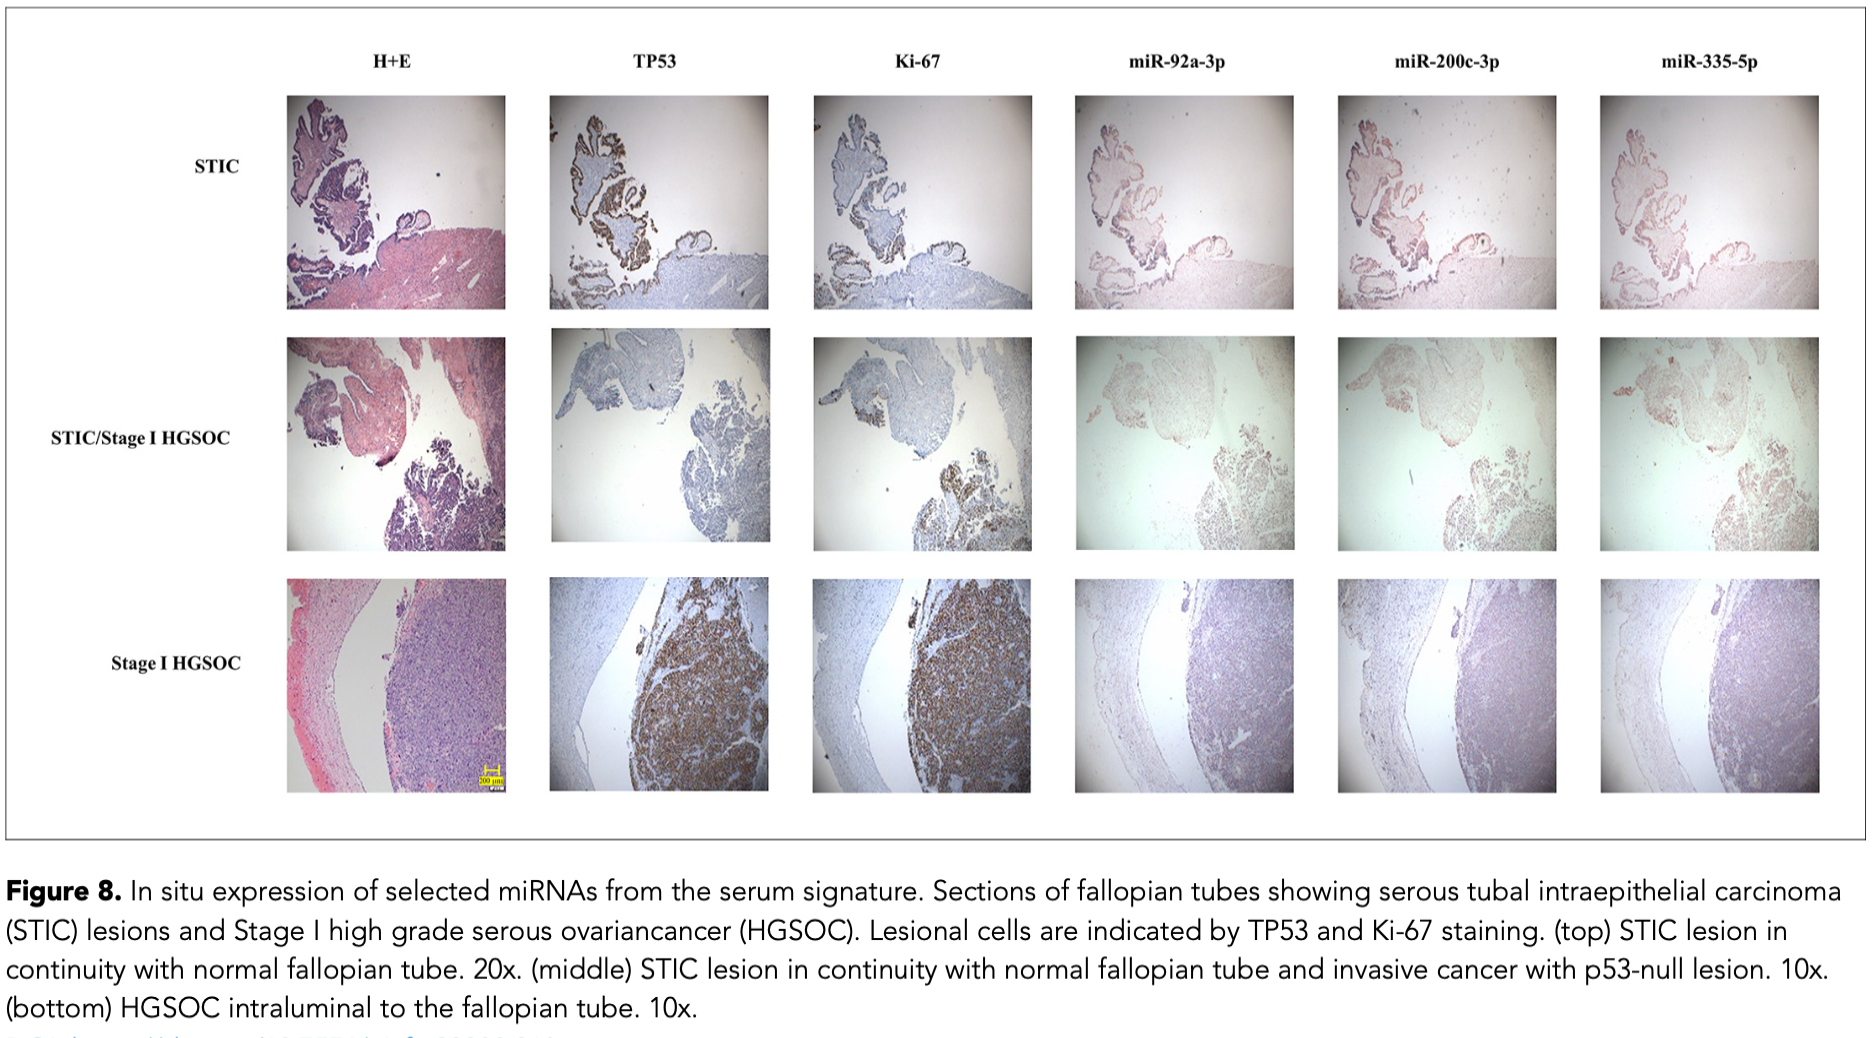 H+E TP53 Ki-67 miR-92a-3p miR-200c-3p miR-335-5p
STIC
STIC/Stage I HGSOC
Stage I HGSOC
200 µm
Figure 8. In situ expression of selected miRNAs from the serum signature. Sections of fallopian tubes showing serous tubal intraepithelial carcinoma
(STIC) lesions and Stage I high grade serous ovariancancer (HGSOC). Lesional cells are indicated by TP53 and Ki-67 staining. (top) STIC lesion in
continuity with normal fallopian tube. 20x. (middle) STIC lesion in continuity with normal fallopian tube and invasive cancer with p53-null lesion. 10x.
(bottom) HGSOC intraluminal to the fallopian tube. 10x.